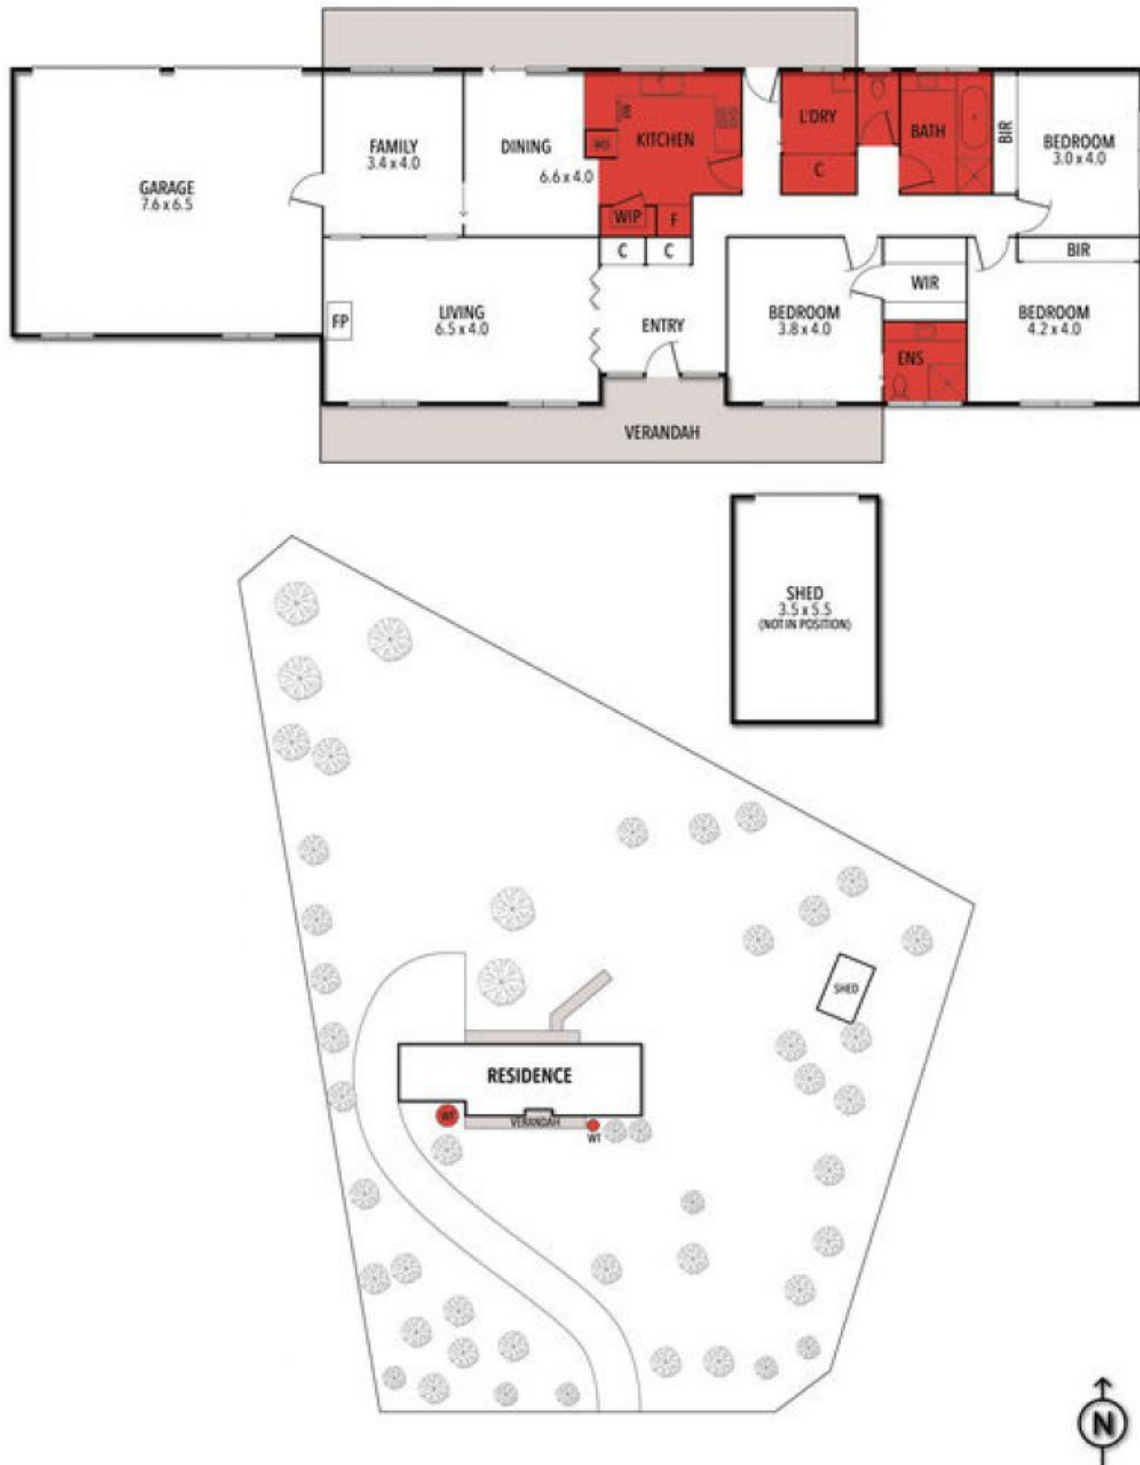 GARAGE
7.6 x 6.5
FAMILY
3.4 x 4.0
DINING
6.6 x 4.0
WO
DW
KITCHEN
WIP
F
L'DRY
C
BATH
BIR
BEDROOM
3.0 x 4.0
C
C
BIR
FP
LIVING
6.5 x 4.0
ENTRY
BEDROOM
3.8 x 4.0
WIR
ENS
BEDROOM
4.2 x 4.0
VERANDAH
SHED
3.5 x 5.5
(NOT IN POSITION)
SHED
RESIDENCE
WT
VERANDAH
WT
N